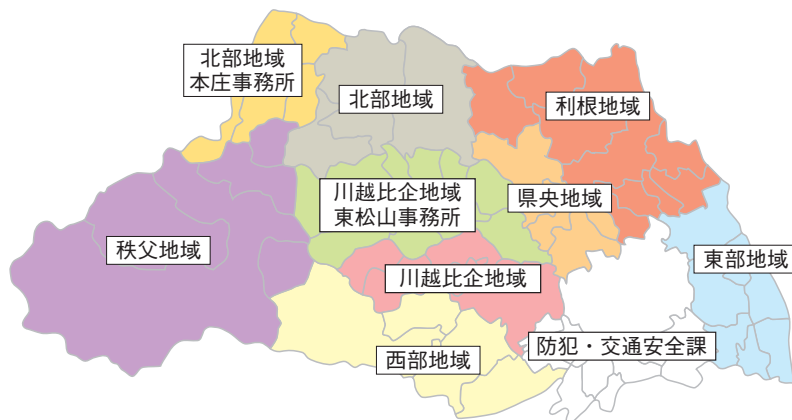 北部地域
本庄事務所
北部地域
利根地域
川越比企地域
東松山事務所
県央地域
秩父地域
東部地域
川越比企地域
防犯・交通安全課
西部地域